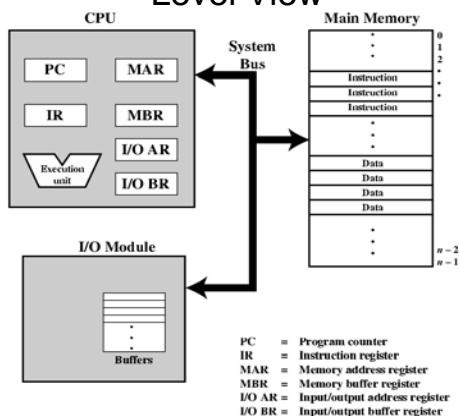 Level view
CPU
Main Memory
System
Bus
PC
MAR
IR
MBR
I/O AR
I/O BR
Execution
unit
0
1
2
Instruction
Instruction
Instruction
Data
Data
Data
Data
n – 2
n – 1
I/O Module
Buffers
PC = Program counter
IR = Instruction register
MAR = Memory address register
MBR = Memory buffer register
I/O AR = Input/output address register
I/O BR = Input/output buffer register